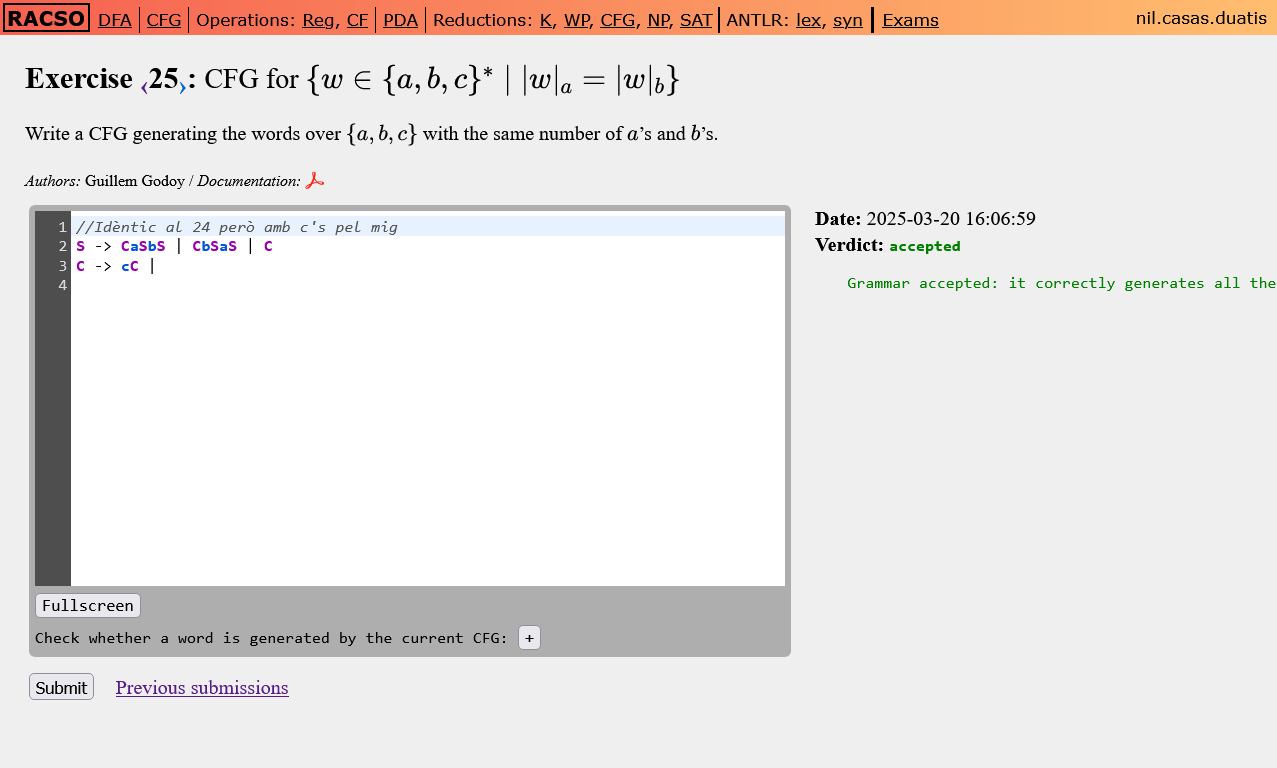 RACSO DFA CFG Operations: Reg, CF PDA Reductions: K, WP, CFG, NP, SAT ANTLR: lex, syn Exams nil.casas.duatis
Exercise ‹25›: CFG for {w ∈ {a, b, c}* | |w|ₐ = |w|_b}
Write a CFG generating the words over {a, b, c} with the same number of a’s and b’s.
Authors: Guillem Godoy / Documentation:
1 //Idèntic al 24 però amb c's pel mig
2 S -> CaSbS | CbSaS | C
3 C -> cC |
4
Fullscreen
Check whether a word is generated by the current CFG: +
Submit Previous submissions
Date: 2025-03-20 16:06:59
Verdict: accepted
Grammar accepted: it correctly generates all the